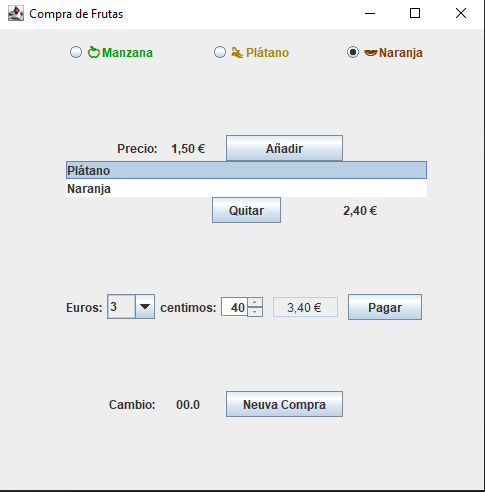 Compra de Frutas
Manzana Plátano Naranja
Precio: 1,50 € Añadir
Plátano
Naranja
Quitar 2,40 €
Euros: 3 centimos: 40 3,40 € Pagar
Cambio: 00.0 Neuva Compra